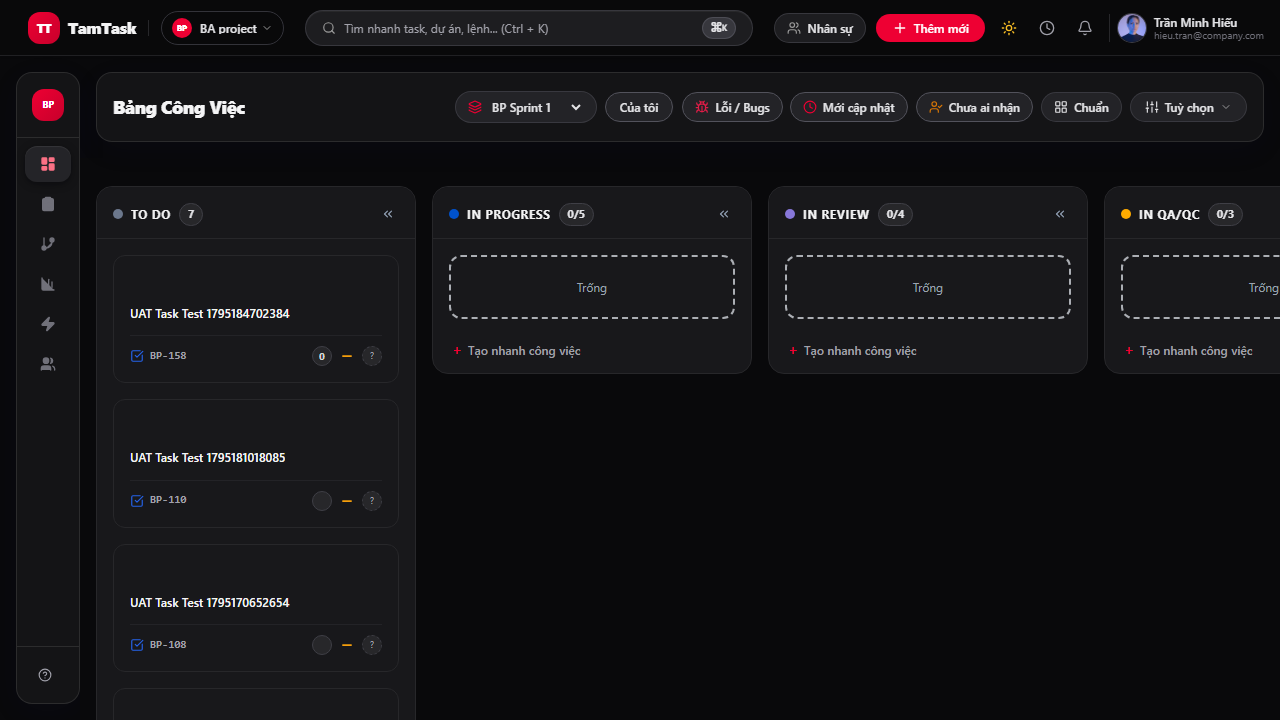 TT TamTask BP BA project Tìm nhanh task, dự án, lệnh... (Ctrl + K) ⌘K Nhân sự Thêm mới Trần Minh Hiếu
hieu.tran@company.com
BP
Bảng Công Việc BP Sprint 1 Của tôi Lỗi / Bugs Mới cập nhật Chưa ai nhận Chuẩn Tuỳ chọn
TO DO 7
UAT Task Test 1795184702384
BP-158 0 ?
UAT Task Test 1795181018085
BP-110 ?
UAT Task Test 1795170652654
BP-108 ?
IN PROGRESS 0/5
Trống
+ Tạo nhanh công việc
IN REVIEW 0/4
Trống
+ Tạo nhanh công việc
IN QA/QC 0/3
Trống
+ Tạo nhanh công việc